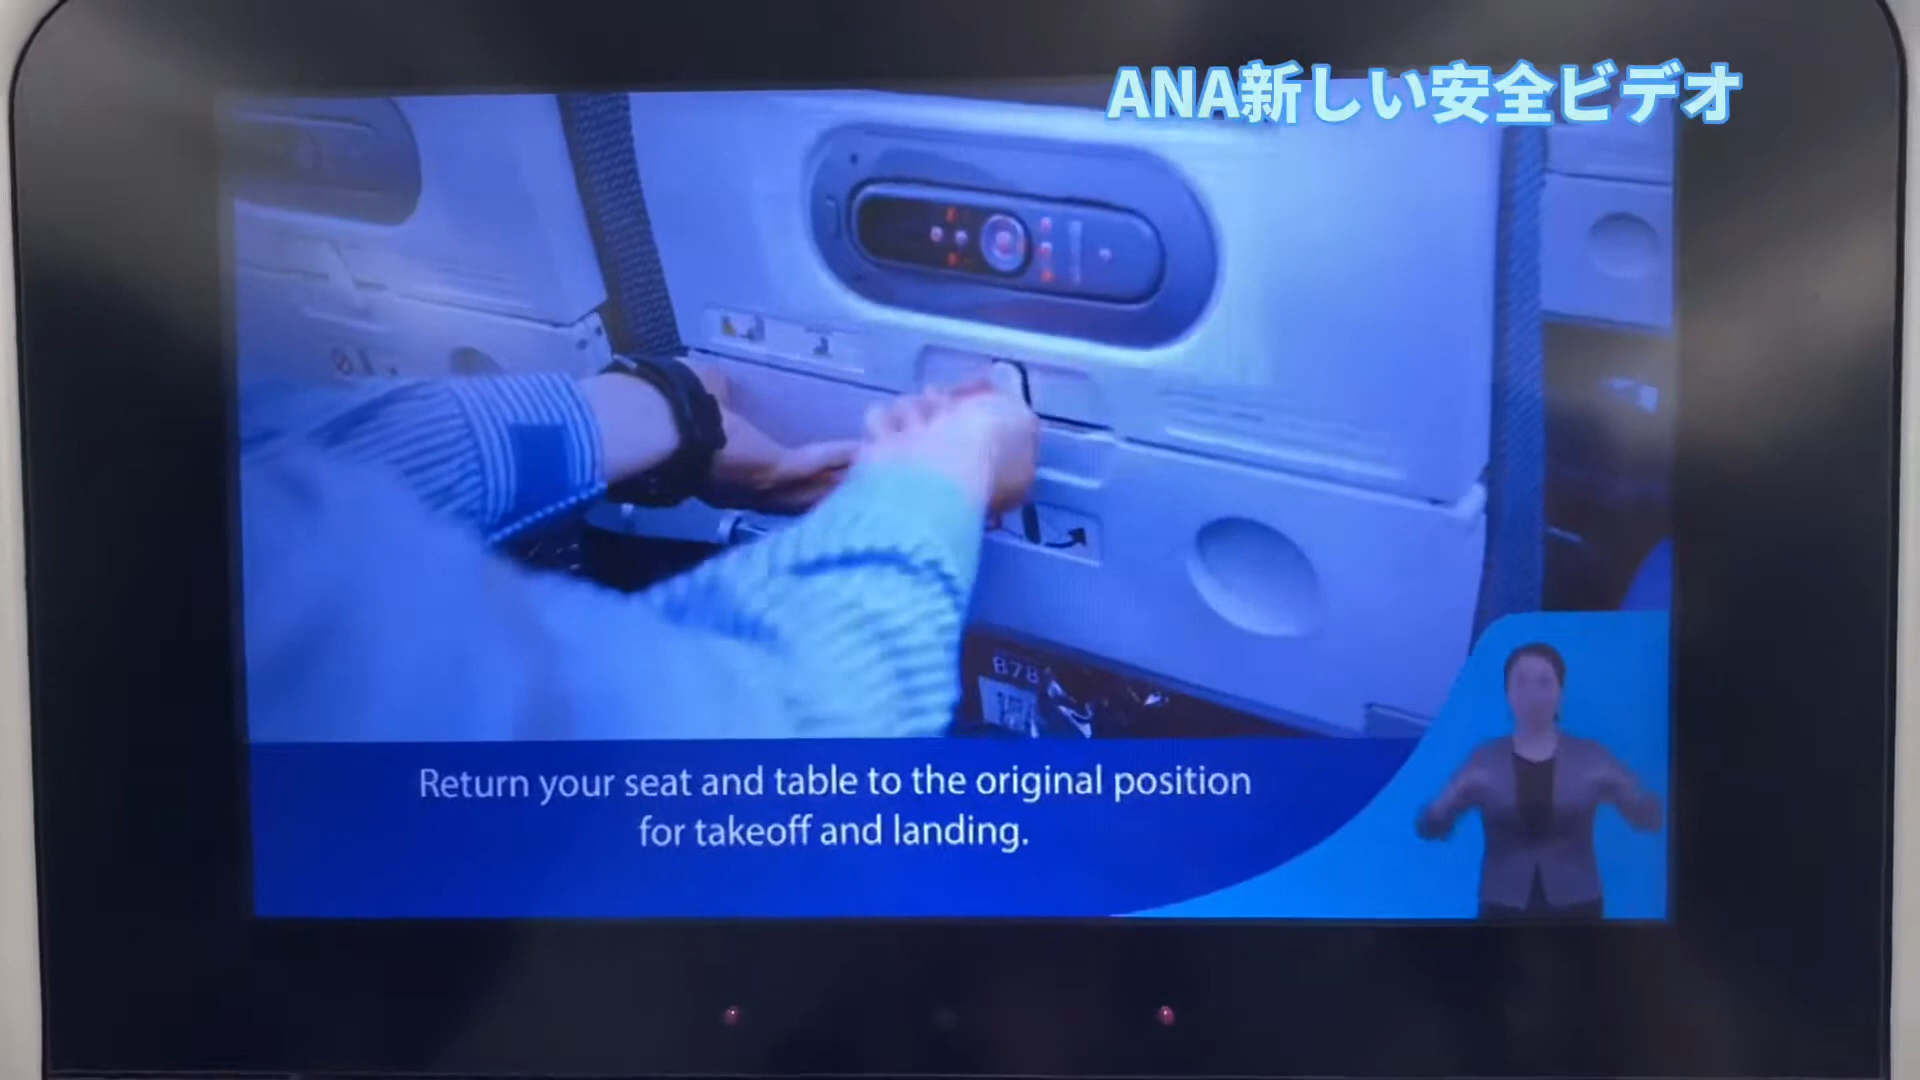 ANA新しい安全ビデオ
B78
Return your seat and table to the original position
for takeoff and landing.